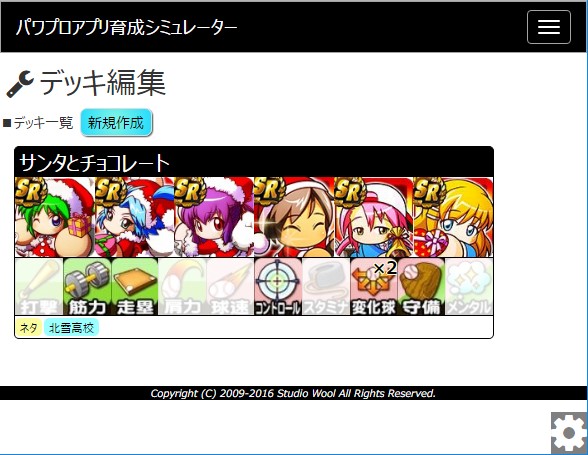 パワプロアプリ育成シミュレーター
デッキ編集
■デッキ一覧 新規作成
サンタとチョコレート
SR SR SR SR SR SR
×2
打撃 筋力 走塁 肩力 球速 コントロール スタミナ 変化球 守備 メンタル
ネタ 北雪高校
Copyright (C) 2009-2016 Studio Wool All Rights Reserved.